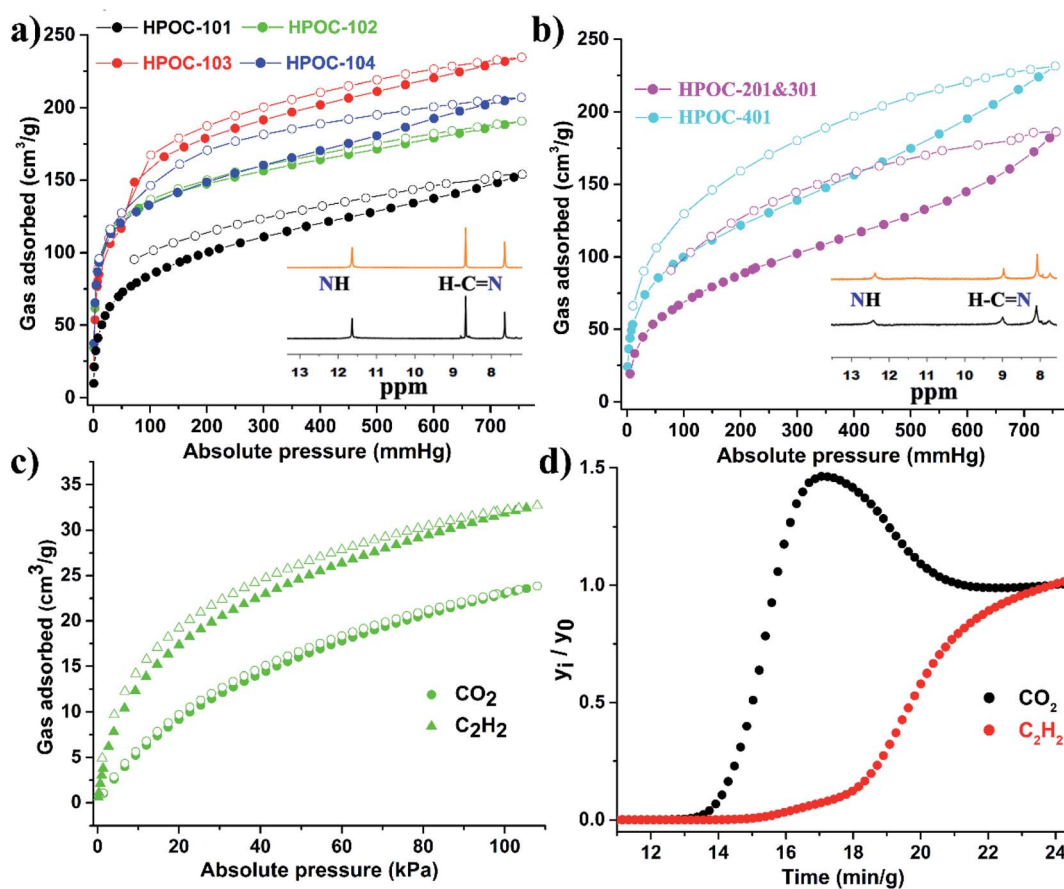 a)
HPOC-101 HPOC-102
HPOC-103 HPOC-104
Gas adsorbed (cm³/g)
250
200
150
100
50
0
NH H-C=N
13 12 11 10 9 8
ppm
0 100 200 300 400 500 600 700
Absolute pressure (mmHg)
b)
HPOC-201&301
HPOC-401
Gas adsorbed (cm³/g)
250
200
150
100
50
0
NH H-C=N
13 12 11 10 9 8
ppm
0 100 200 300 400 500 600 700
Absolute pressure (mmHg)
c)
Gas adsorbed (cm³/g)
35
30
25
20
15
10
5
0
CO₂
C₂H₂
0 20 40 60 80 100
Absolute pressure (kPa)
d)
yᵢ / y₀
1.5
1.0
0.5
0.0
CO₂
C₂H₂
12 14 16 18 20 22 24
Time (min/g)